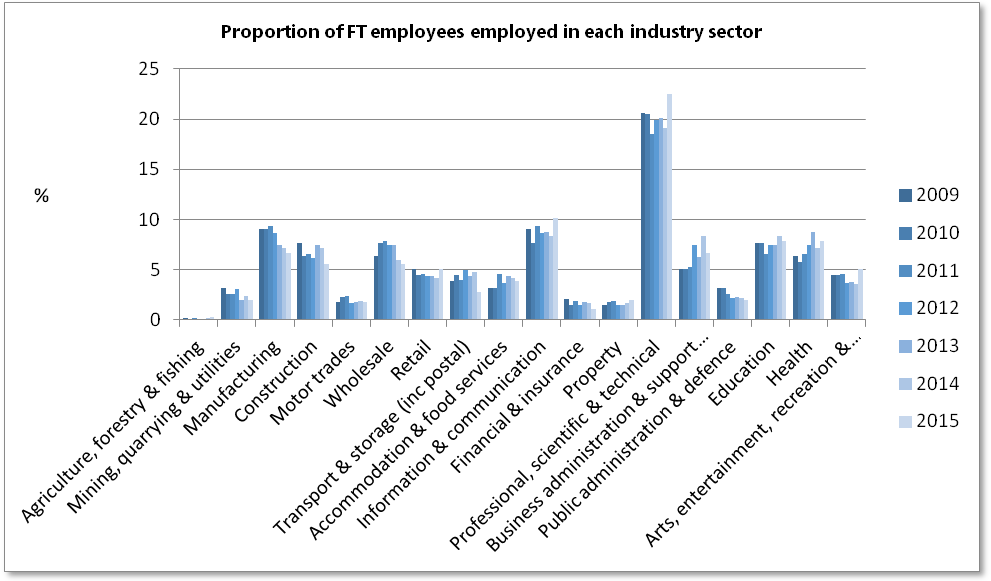 Proportion of FT employees employed in each industry sector
25
20
15
10
5
0
%
Agriculture, forestry & fishing
Mining, quarrying & utilities
Manufacturing
Construction
Motor trades
Wholesale
Retail
Transport & storage (inc postal)
Accommodation & food services
Information & communication
Financial & insurance
Property
Professional, scientific & technical
Business administration & support...
Public administration & defence
Education
Health
Arts, entertainment, recreation &...
2009
2010
2011
2012
2013
2014
2015